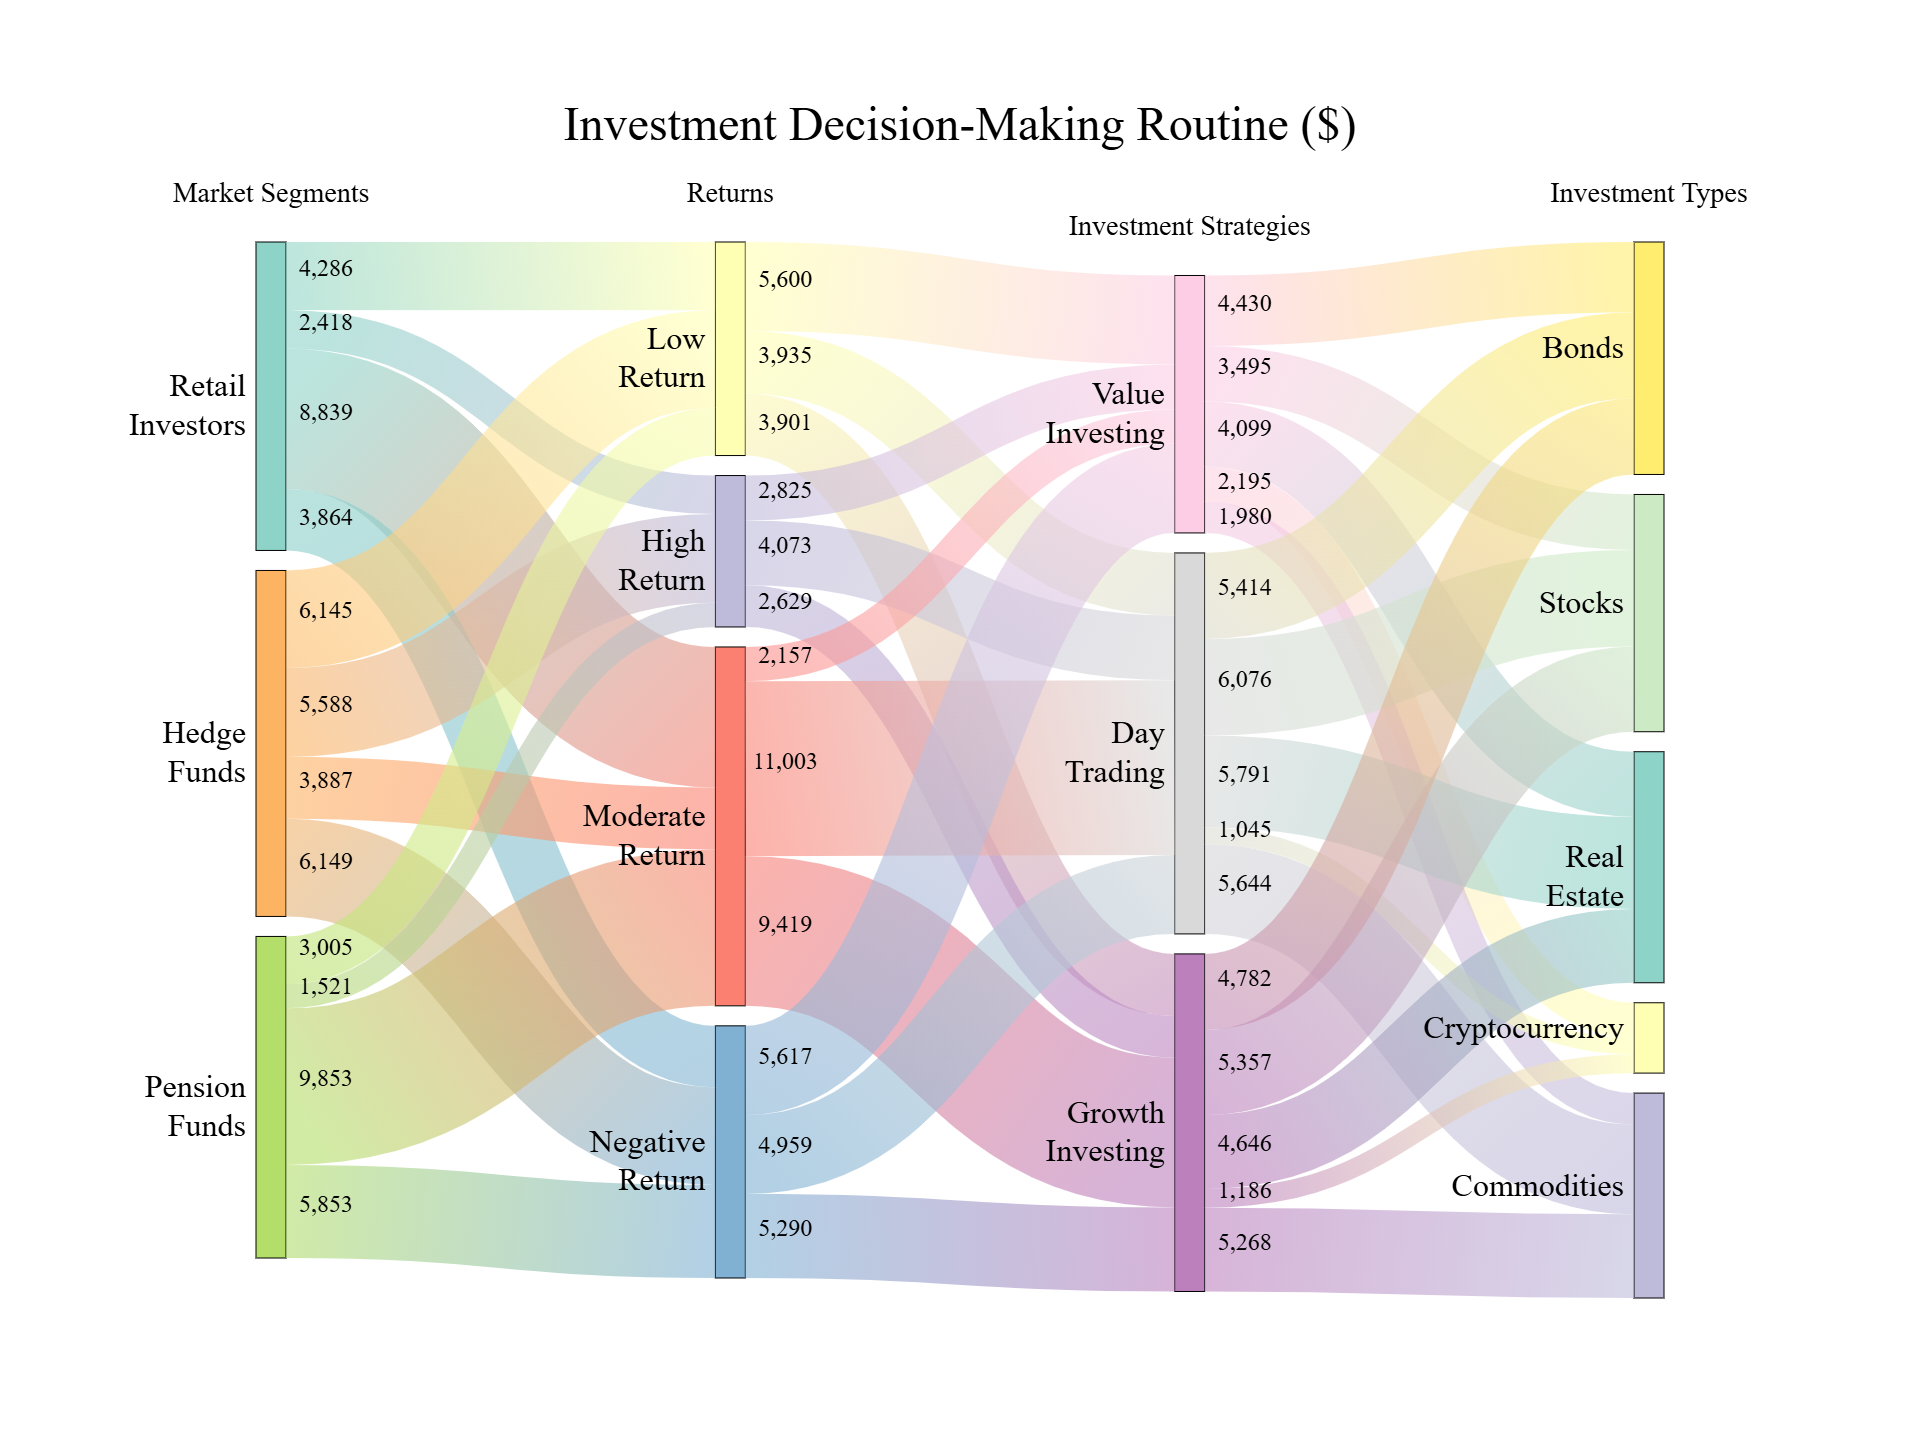 Investment Decision-Making Routine ($)
Market Segments
Returns
Investment Strategies
Investment Types
Retail
Investors
Hedge
Funds
Pension
Funds
4,286
2,418
8,839
3,864
6,145
5,588
3,887
6,149
3,005
1,521
9,853
5,853
Low
Return
High
Return
Moderate
Return
Negative
Return
5,600
3,935
3,901
2,825
4,073
2,629
2,157
11,003
9,419
5,617
4,959
5,290
Value
Investing
Day
Trading
Growth
Investing
4,430
3,495
4,099
2,195
1,980
5,414
6,076
5,791
1,045
5,644
4,782
5,357
4,646
1,186
5,268
Bonds
Stocks
Real
Estate
Cryptocurrency
Commodities